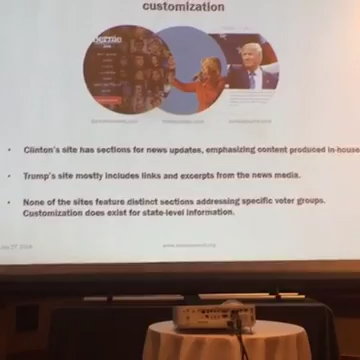 customization
Clinton's site has sections for news updates, emphasizing content produced in-house
Trump's site mostly includes links and excerpts from the news media.
None of the sites feature distinct sections addressing specific voter groups.
Customization does exist for state-level information.